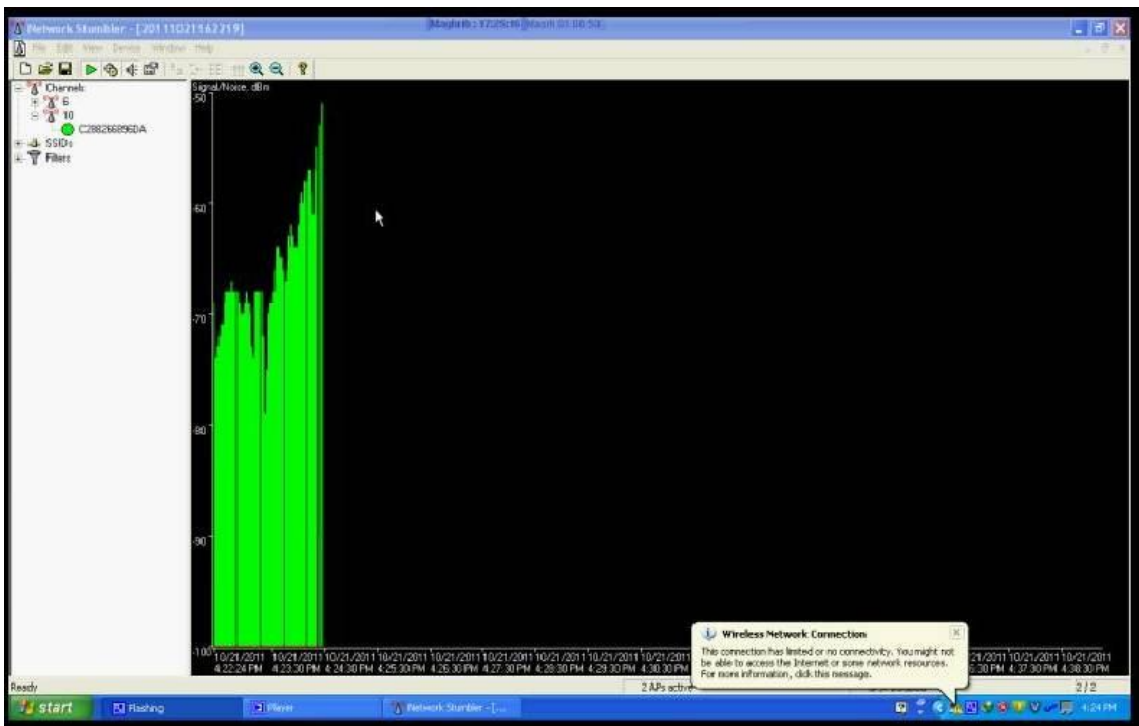 Network Stumbler - [20111021162219]
Maghrib : 17:29:16
File Edit View Device Window Help
Channels
6
10
C288266896DA
SSIDs
Filters
Signal/Noise, dBm
-50
-60
-70
-80
-90
-100
10/21/2011 10/21/2011 10/21/2011 10/21/2011 10/21/2011 10/21/2011 10/21/2011 10/21/2011 10/21/2011 10/21/2011 10/21/2011
4:22:24 PM 4:23:30 PM 4:24:30 PM 4:25:30 PM 4:26:30 PM 4:27:30 PM 4:28:30 PM 4:29:30 PM 4:30:30 PM 4:37:30 PM 4:38:30 PM
Wireless Network Connection
This connection has limited or no connectivity. You might not
be able to access the Internet or some network resources.
For more information, click this message.
Ready
2 APs active
2 / 2
start
Flashing
Player
Network Stumbler - [...
4:24 PM